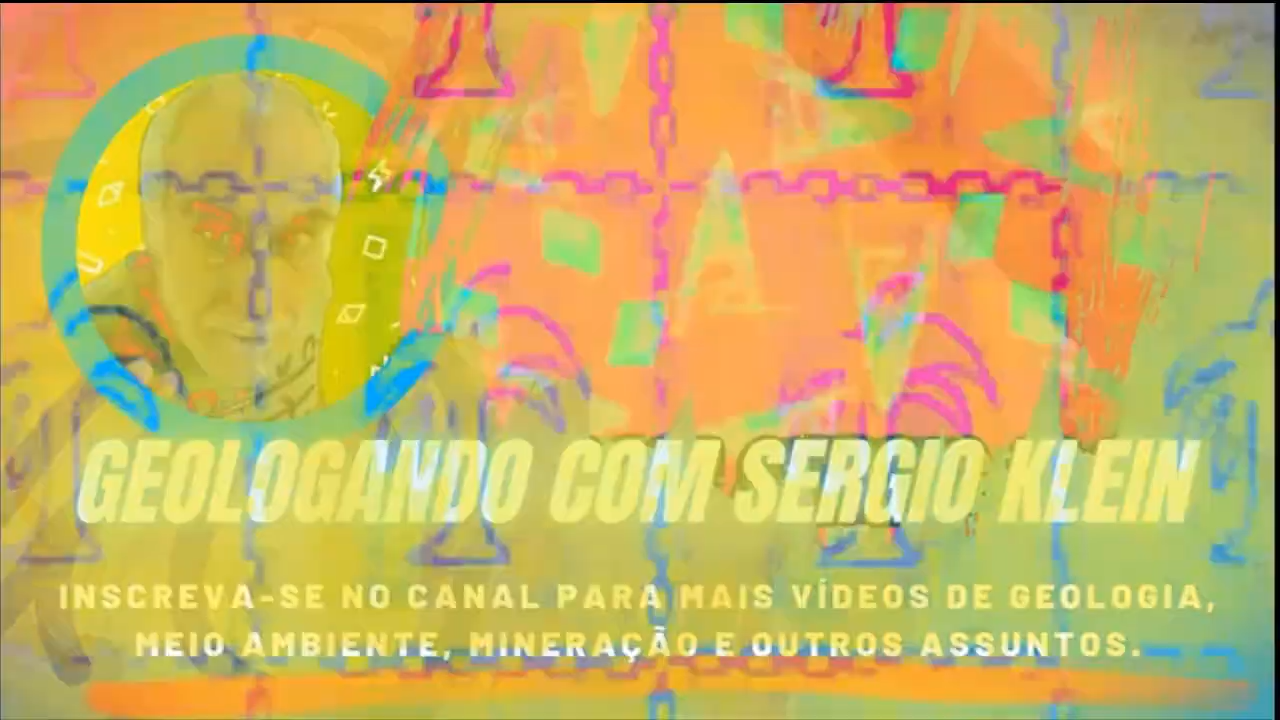 GEOLOGANDO COM SERGIO KLEIN
INSCREVA-SE NO CANAL PARA MAIS VÍDEOS DE GEOLOGIA,
MEIO AMBIENTE, MINERAÇÃO E OUTROS ASSUNTOS.